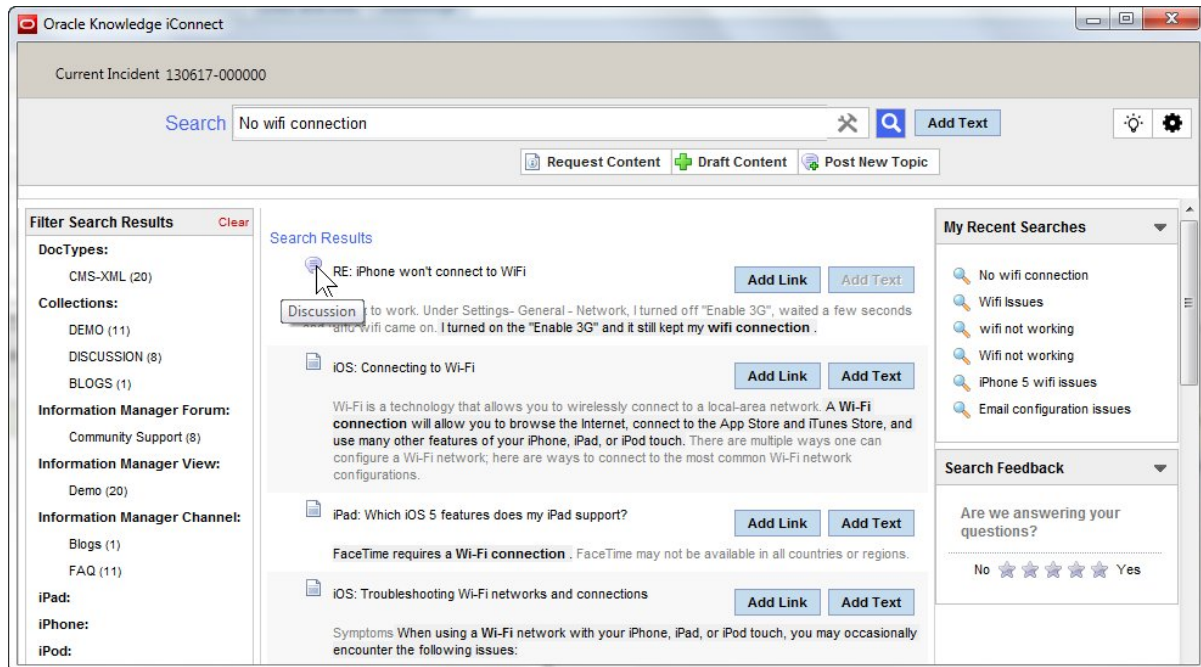 Oracle Knowledge iConnect
Current Incident 130617-000000
Search No wifi connection Add Text
Request Content Draft Content Post New Topic
Filter Search Results Clear
DocTypes:
CMS-XML (20)
Collections:
DEMO (11)
DISCUSSION (8)
BLOGS (1)
Information Manager Forum:
Community Support (8)
Information Manager View:
Demo (20)
Information Manager Channel:
Blogs (1)
FAQ (11)
iPad:
iPhone:
iPod:
Search Results
RE: iPhone won't connect to WiFi
Add Link Add Text
Discussion
to work. Under Settings- General - Network, I turned off "Enable 3G", waited a few seconds
wifi came on. I turned on the "Enable 3G" and it still kept my wifi connection .
iOS: Connecting to Wi-Fi
Add Link Add Text
Wi-Fi is a technology that allows you to wirelessly connect to a local-area network. A Wi-Fi
connection will allow you to browse the Internet, connect to the App Store and iTunes Store, and
use many other features of your iPhone, iPad, or iPod touch. There are multiple ways one can
configure a Wi-Fi network; here are ways to connect to the most common Wi-Fi network
configurations.
iPad: Which iOS 5 features does my iPad support?
Add Link Add Text
FaceTime requires a Wi-Fi connection . FaceTime may not be available in all countries or regions.
iOS: Troubleshooting Wi-Fi networks and connections
Add Link Add Text
Symptoms When using a Wi-Fi network with your iPhone, iPad, or iPod touch, you may occasionally
encounter the following issues:
My Recent Searches
No wifi connection
Wifi Issues
wifi not working
Wifi not working
iPhone 5 wifi issues
Email configuration issues
Search Feedback
Are we answering your
questions?
No Yes